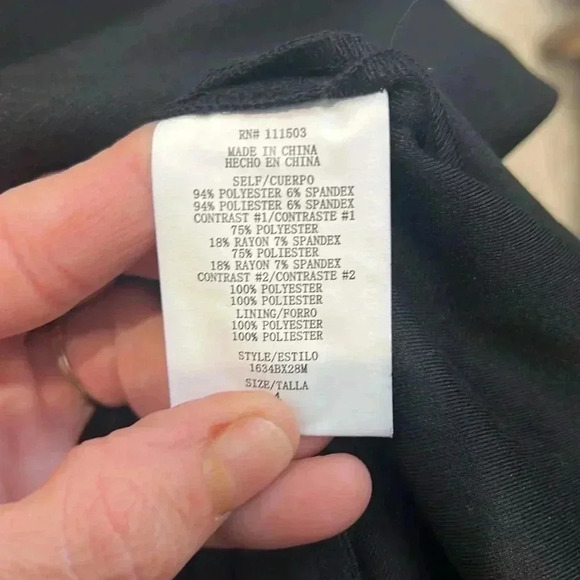 RN# 111503
MADE IN CHINA
HECHO EN CHINA
SELF/CUERPO
94% POLYESTER 6% SPANDEX
94% POLIESTER 6% SPANDEX
CONTRAST #1/CONTRASTE #1
75% POLYESTER
18% RAYON 7% SPANDEX
75% POLIESTER
18% RAYON 7% SPANDEX
CONTRAST #2/CONTRASTE #2
100% POLYESTER
100% POLIESTER
LINING/FORRO
100% POLYESTER
100% POLIESTER
STYLE/ESTILO
1634BX28M
SIZE/TALLA